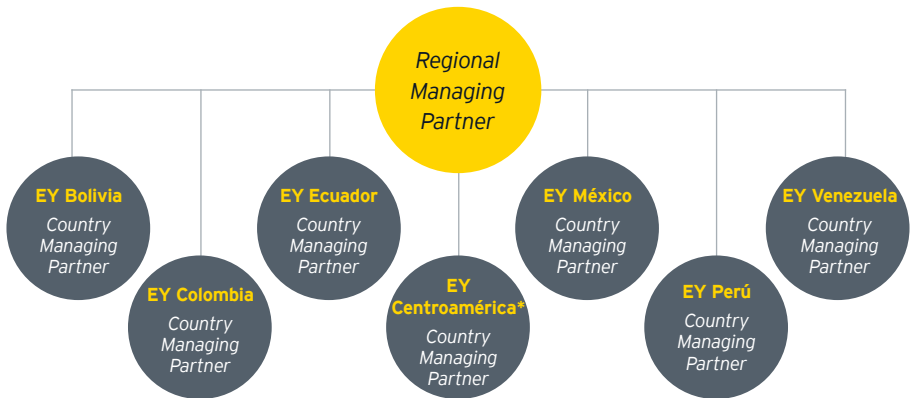 Regional
Managing
Partner
EY Bolivia
Country
Managing
Partner
EY Colombia
Country
Managing
Partner
EY Ecuador
Country
Managing
Partner
EY
Centroamérica*
Country
Managing
Partner
EY México
Country
Managing
Partner
EY Perú
Country
Managing
Partner
EY Venezuela
Country
Managing
Partner